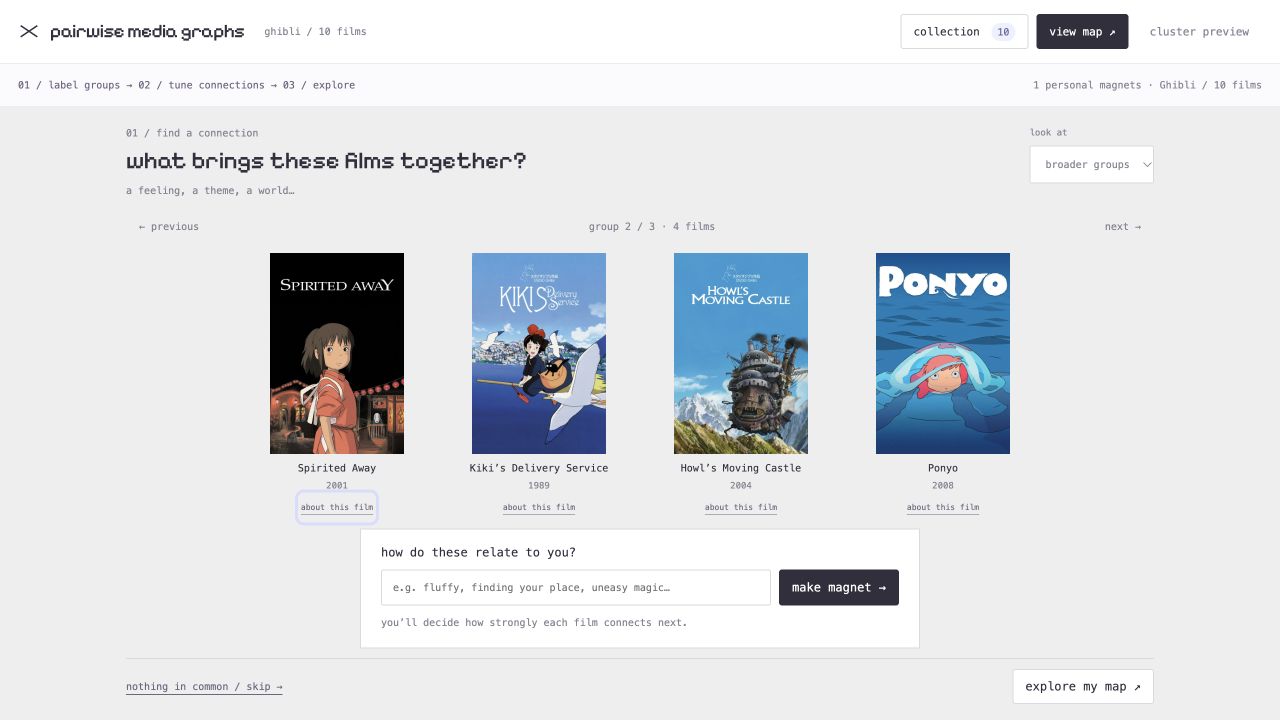 pairwise media graphs
ghibli / 10 films
collection 10
view map ↗
cluster preview
01 / label groups → 02 / tune connections → 03 / explore
1 personal magnets · Ghibli / 10 films
01 / find a connection
what brings these films together?
a feeling, a theme, a world…
look at
broader groups
← previous
group 2 / 3 · 4 films
next →
SPIRITED AWAY
KIKI'S Delivery Service
HOWL'S
MOVING CASTLE
PONYO
Spirited Away
2001
about this film
Kiki’s Delivery Service
1989
about this film
Howl’s Moving Castle
2004
about this film
Ponyo
2008
about this film
how do these relate to you?
e.g. fluffy, finding your place, uneasy magic…
make magnet →
you’ll decide how strongly each film connects next.
nothing in common / skip →
explore my map ↗